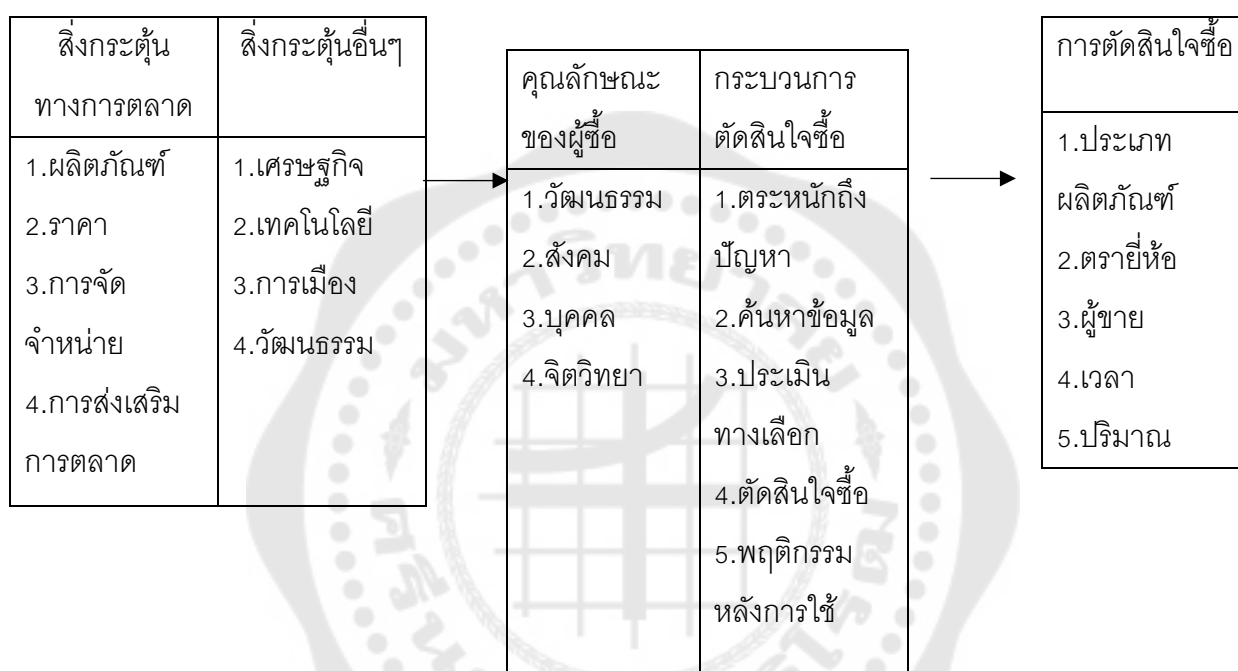 สิ่งกระตุ้น
ทางการตลาด
สิ่งกระตุ้นอื่นๆ
1.ผลิตภัณฑ์
2.ราคา
3.การจัด
จำหน่าย
4.การส่งเสริม
การตลาด
1.เศรษฐกิจ
2.เทคโนโลยี
3.การเมือง
4.วัฒนธรรม
คุณลักษณะ
ของผู้ซื้อ
กระบวนการ
ตัดสินใจซื้อ
1.วัฒนธรรม
2.สังคม
3.บุคคล
4.จิตวิทยา
1.ตระหนักถึง
ปัญหา
2.ค้นหาข้อมูล
3.ประเมิน
ทางเลือก
4.ตัดสินใจซื้อ
5.พฤติกรรม
หลังการใช้
การตัดสินใจซื้อ
1.ประเภท
ผลิตภัณฑ์
2.ตรายี่ห้อ
3.ผู้ขาย
4.เวลา
5.ปริมาณ
มหาวิทยาลัย